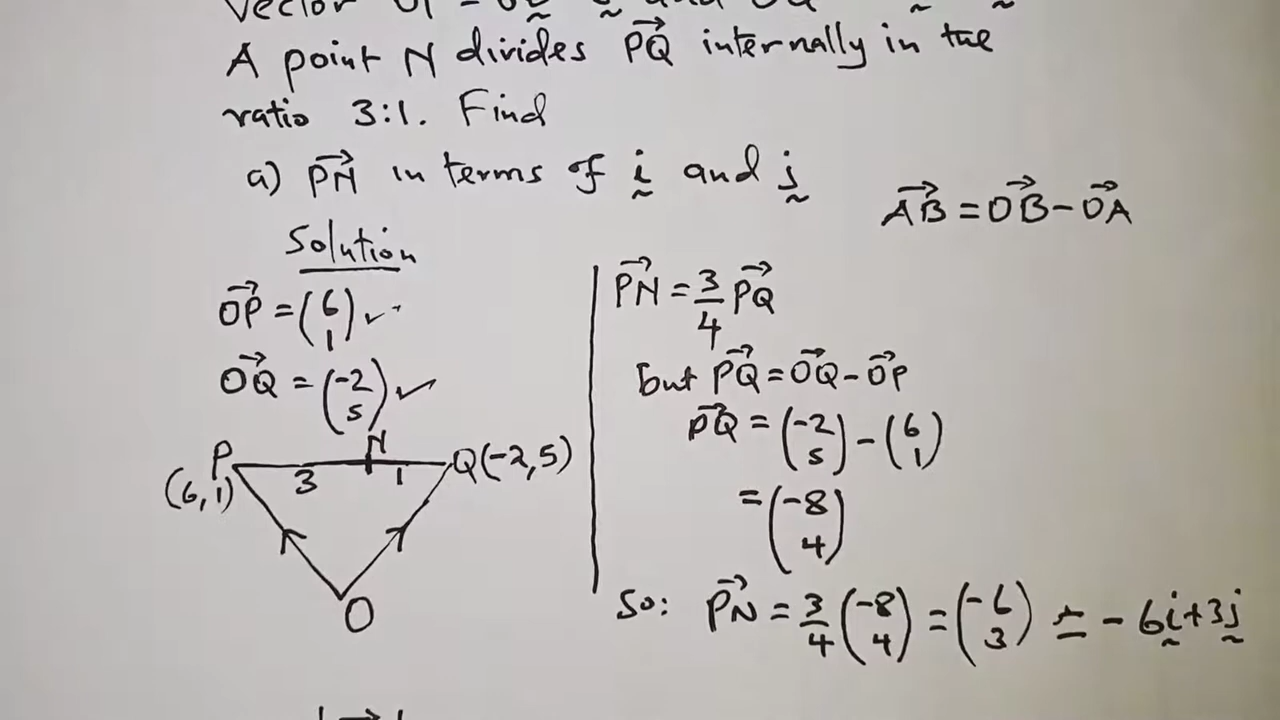 vector
A point N divides PQ⃗ internally in the
ratio 3:1. Find
a) PN⃗ in terms of i and j
Solution
OP⃗ = (6 1) ✓
OQ⃗ = (-2 5) ✓
P N Q(-2,5)
(6,1) 3 1
O
AB⃗ = OB⃗ - OA⃗
PN⃗ = 3/4 PQ⃗
but PQ⃗ = OQ⃗ - OP⃗
PQ⃗ = (-2 5) - (6 1)
= (-8 4)
So: PN⃗ = 3/4 (-8 4) = (-6 3) = -6i+3j